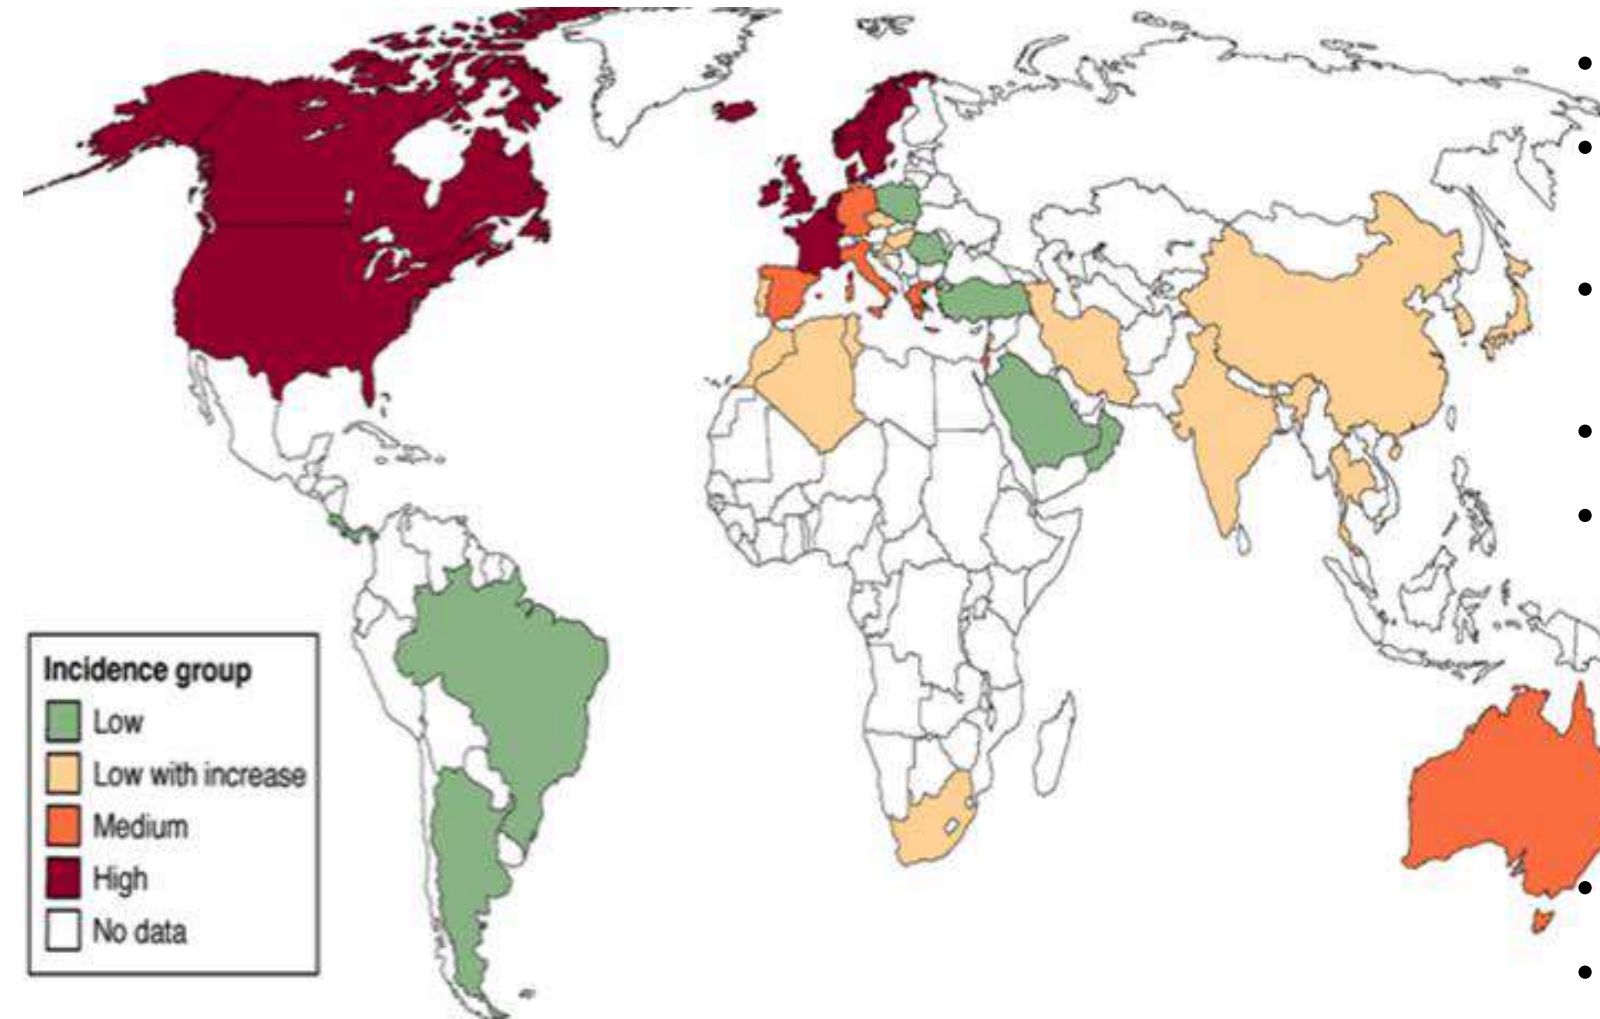 Incidence group
Low
Low with increase
Medium
High
No data